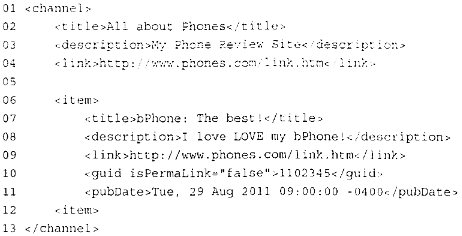 01 <channel>
02 <title>All about Phones</title>
03 <description>My Phone Review Site</description>
04 <link>http://www.phones.com/link.htm</link>
05
06 <item>
07 <title>bPhone: The best!</title>
08 <description>I love LOVE my bPhone!</description>
09 <link>http://www.phones.com/link.htm</link>
10 <guid isPermaLink="false">1102345</guid>
11 <pubDate>Tue, 29 Aug 2011 09:00:00 -0400</pubDate>
12 <item>
13 </channel>